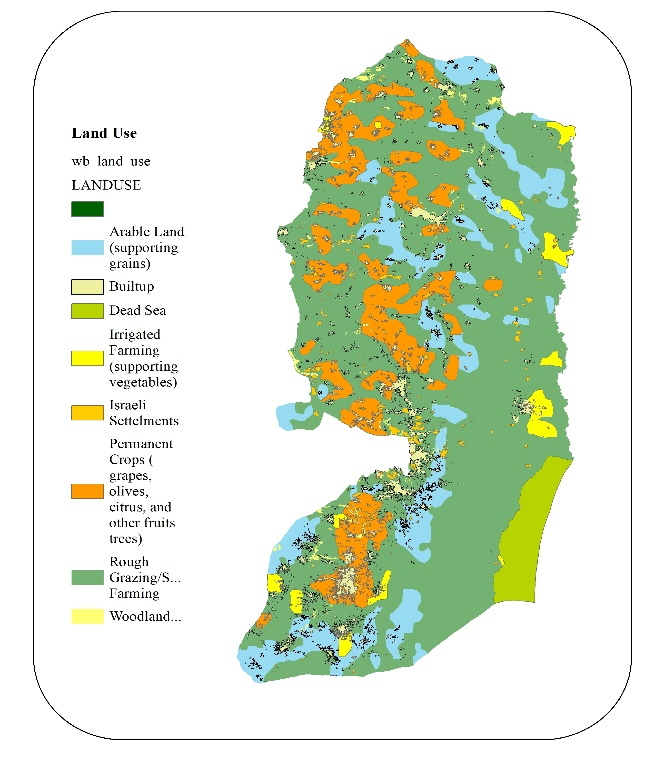 Land Use
wb land use
LANDUSE
Arable Land
(supporting
grains)
Builtup
Dead Sea
Irrigated
Farming
(supporting
vegetables)
Israeli
Settelments
Permanent
Crops (
grapes,
olives,
citrus, and
other fruits
trees)
Rough
Grazing/S...
Farming
Woodland...